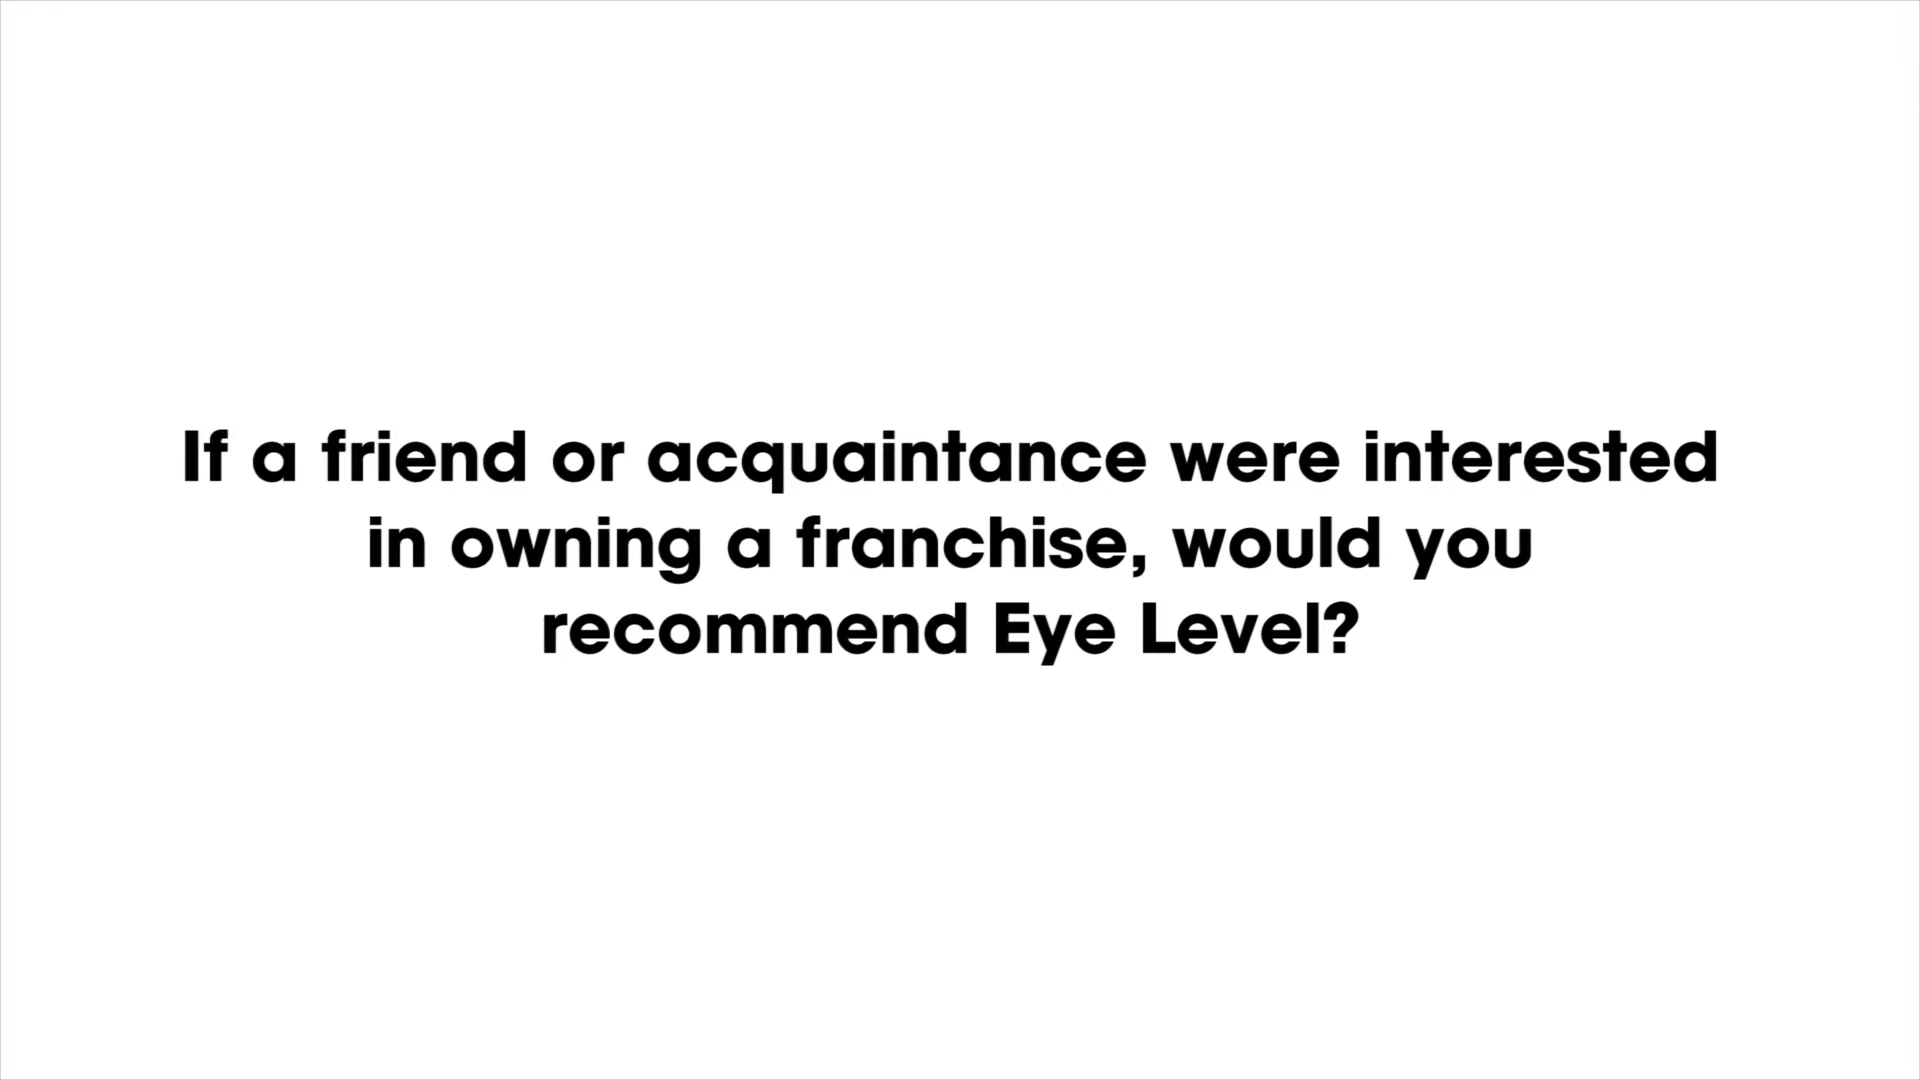 If a friend or acquaintance were interested
in owning a franchise, would you
recommend Eye Level?